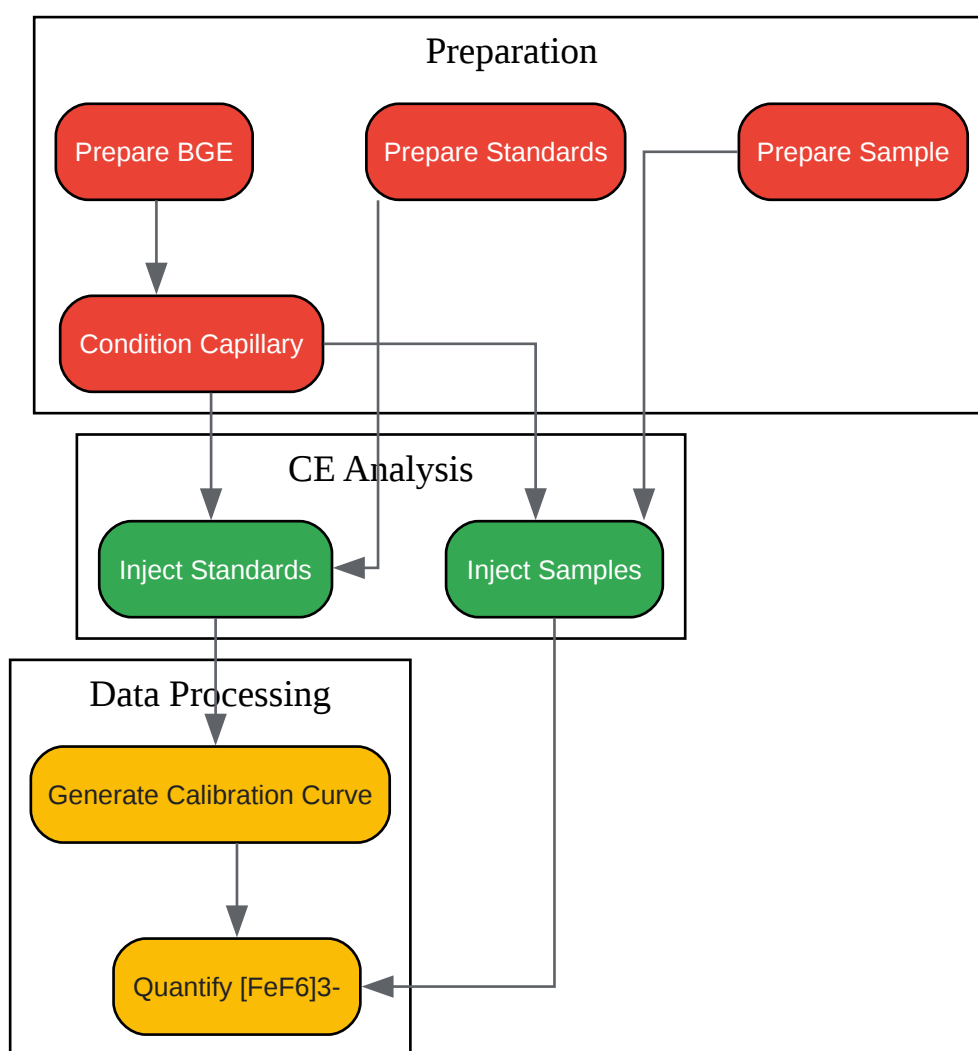 Preparation
Prepare BGE
Prepare Standards
Prepare Sample
Condition Capillary
CE Analysis
Inject Standards
Inject Samples
Data Processing
Generate Calibration Curve
Quantify [FeF6]3-